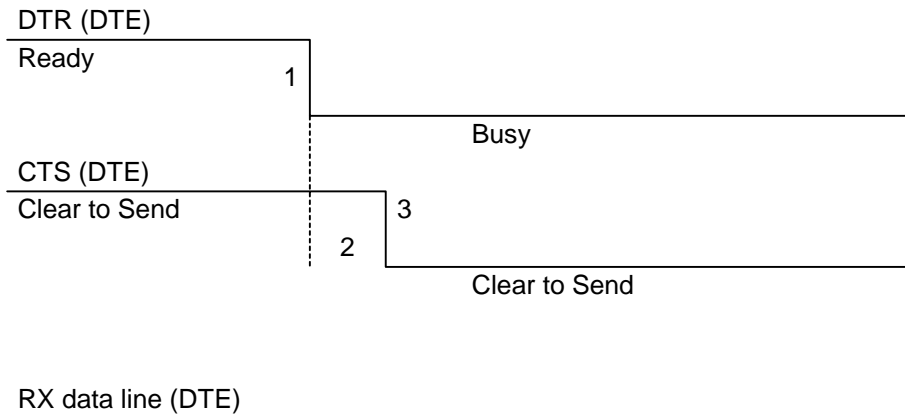 DTR (DTE)
Ready
1
Busy
CTS (DTE)
Clear to Send
3
2
Clear to Send
RX data line (DTE)